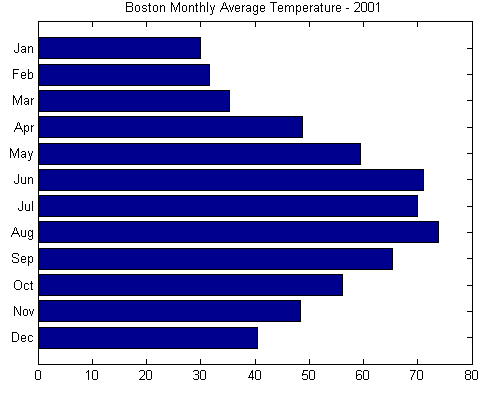 Boston Monthly Average Temperature - 2001
Jan
Feb
Mar
Apr
May
Jun
Jul
Aug
Sep
Oct
Nov
Dec
0 10 20 30 40 50 60 70 80